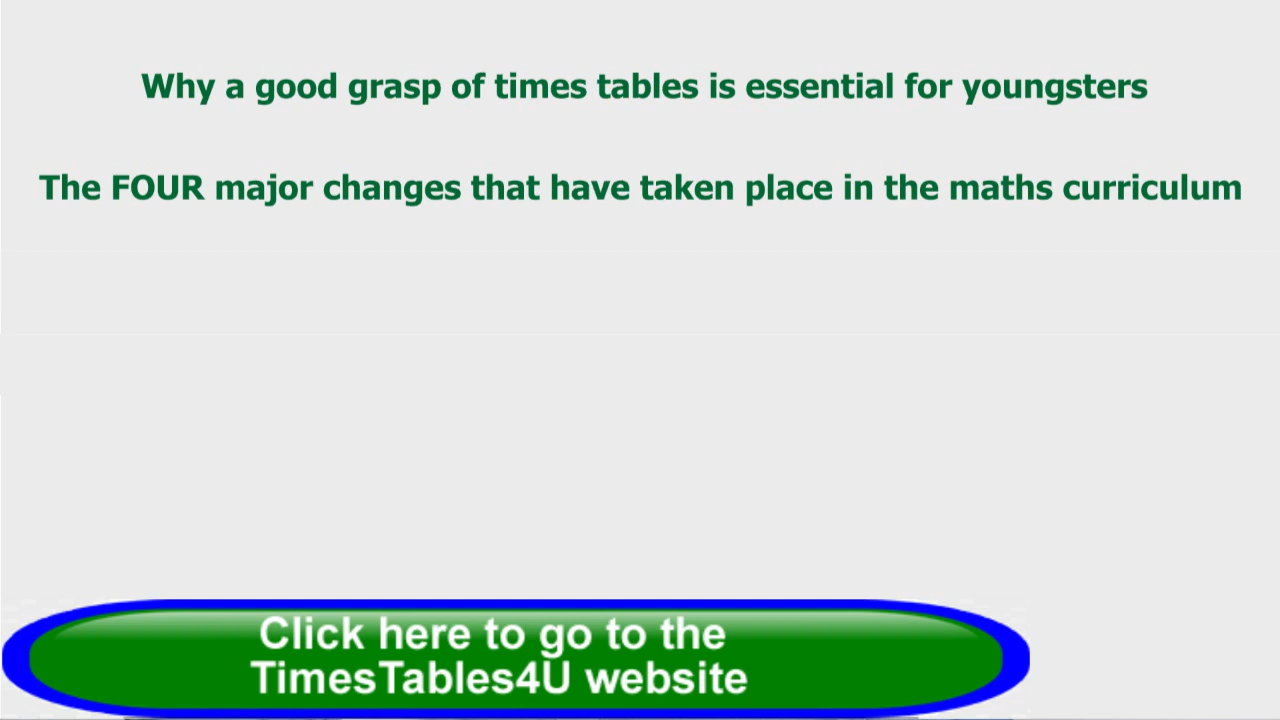 Why a good grasp of times tables is essential for youngsters
The FOUR major changes that have taken place in the maths curriculum
Click here to go to the
TimesTables4U website